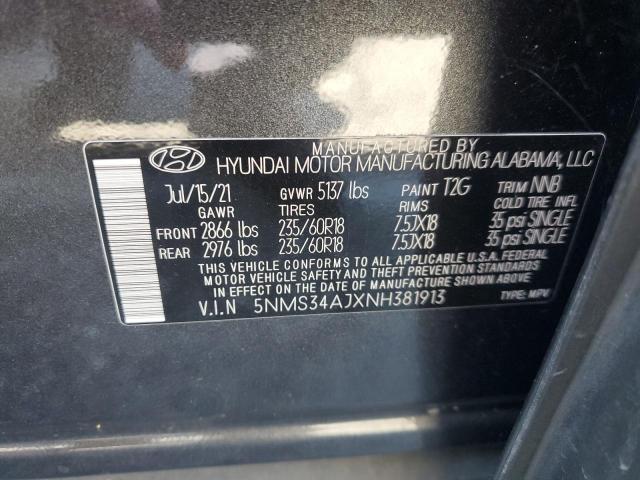 MANUFACTURED BY
HYUNDAI MOTOR MANUFACTURING ALABAMA, LLC
Jul/15/21 GVWR 5137 lbs PAINT T2G TRIM NNB
GAWR TIRES RIMS COLD TIRE INFL
FRONT 2866 lbs 235/60R18 7.5JX18 35 psi SINGLE
REAR 2976 lbs 235/60R18 7.5JX18 35 psi SINGLE
THIS VEHICLE CONFORMS TO ALL APPLICABLE U.S.A. FEDERAL
MOTOR VEHICLE SAFETY AND THEFT PREVENTION STANDARDS
IN EFFECT ON THE DATE OF MANUFACTURE SHOWN ABOVE.
V.I.N 5NMS34AJXNH381913 TYPE: MPV